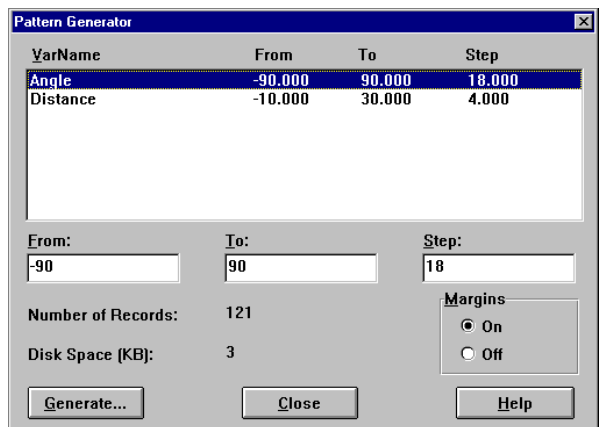 Pattern Generator
VarName From To Step
Angle -90.000 90.000 18.000
Distance -10.000 30.000 4.000
From: To: Step:
-90 90 18
Number of Records: 121
Margins
On
Disk Space (KB): 3
Off
Generate... Close Help